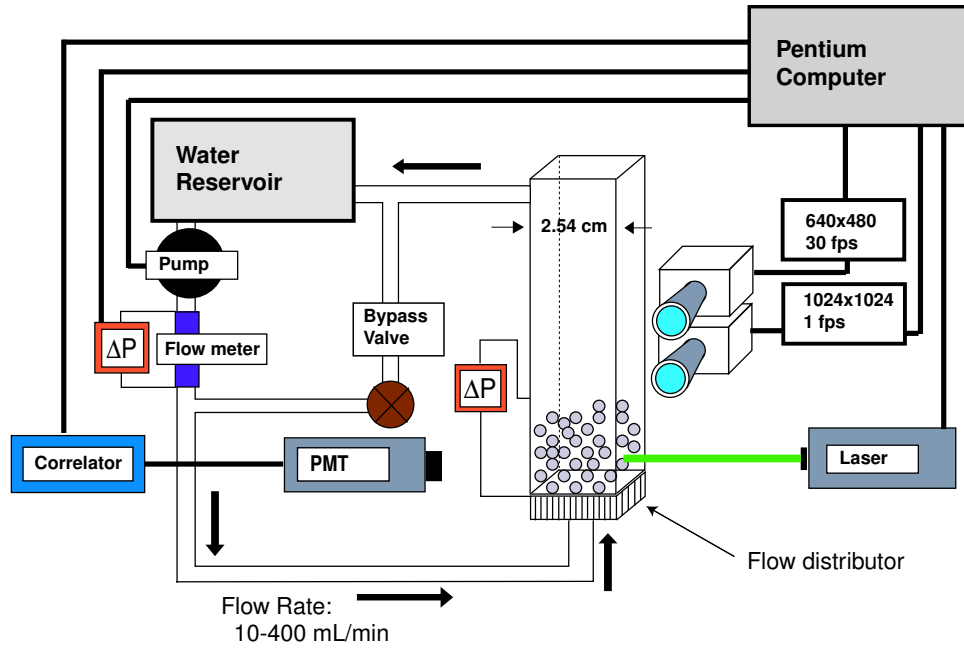 Pentium
Computer
Water
Reservoir
2.54 cm
640x480
30 fps
Pump
1024x1024
1 fps
Bypass
Valve
ΔP
Flow meter
ΔP
Correlator
PMT
Laser
Flow distributor
Flow Rate:
10-400 mL/min